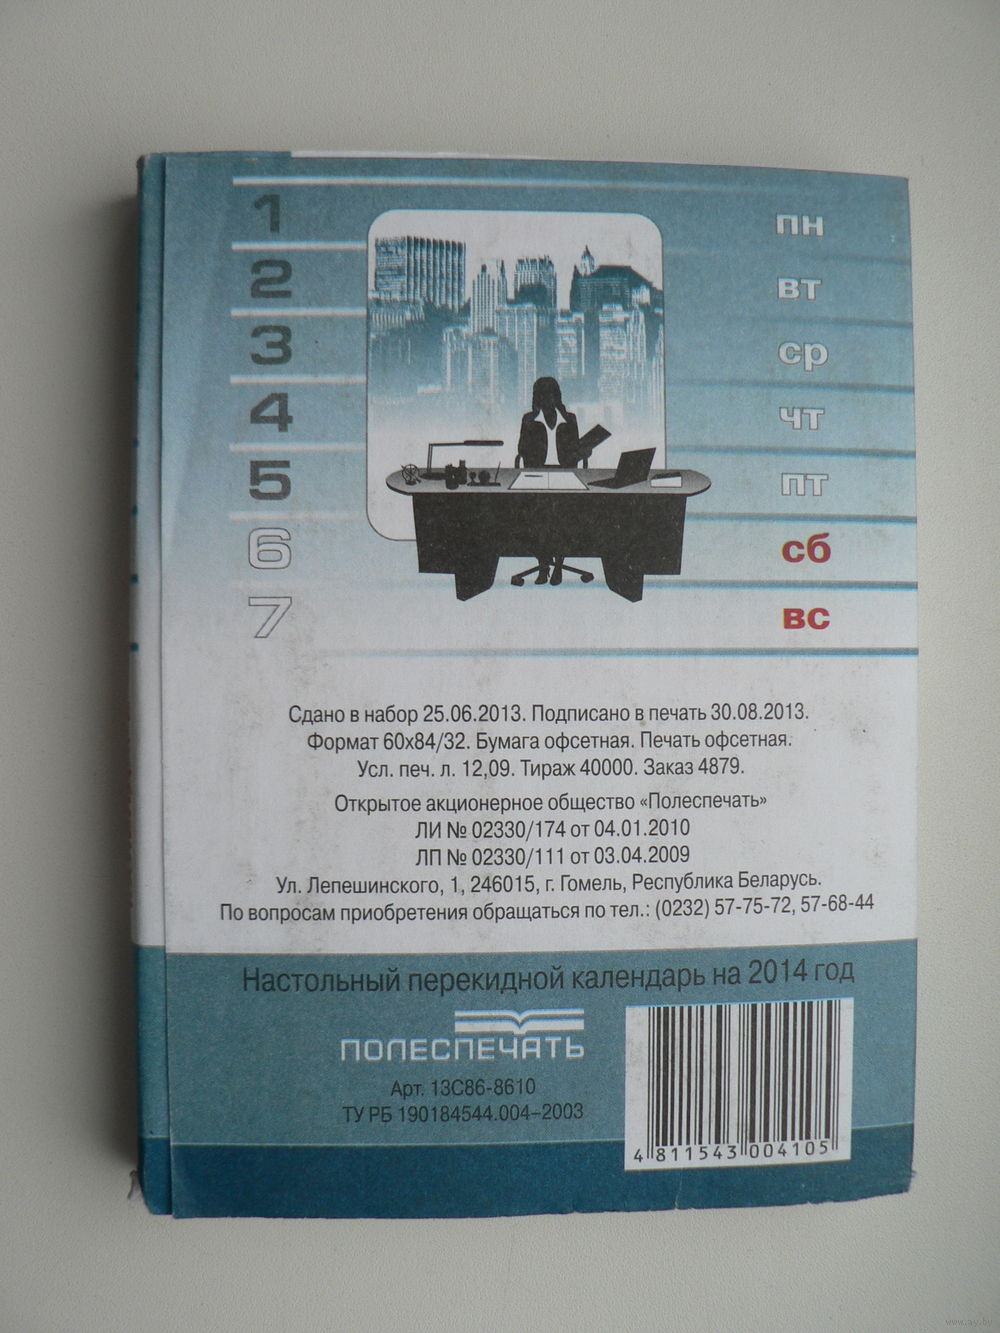 1 пн
2 вт
3 ср
4 чт
5 пт
6 сб
7 вс
Сдано в набор 25.06.2013. Подписано в печать 30.08.2013.
Формат 60х84/32. Бумага офсетная. Печать офсетная.
Усл. печ. л. 12,09. Тираж 40000. Заказ 4879.
Открытое акционерное общество «Полеспечать»
ЛИ № 02330/174 от 04.01.2010
ЛП № 02330/111 от 03.04.2009
Ул. Лепешинского, 1, 246015, г. Гомель, Республика Беларусь.
По вопросам приобретения обращаться по тел.: (0232) 57-75-72, 57-68-44
Настольный перекидной календарь на 2014 год
ПОЛЕСПЕЧАТЬ
Арт. 13С86-8610
ТУ РБ 190184544.004–2003
4 811543 004105
www.ay.by